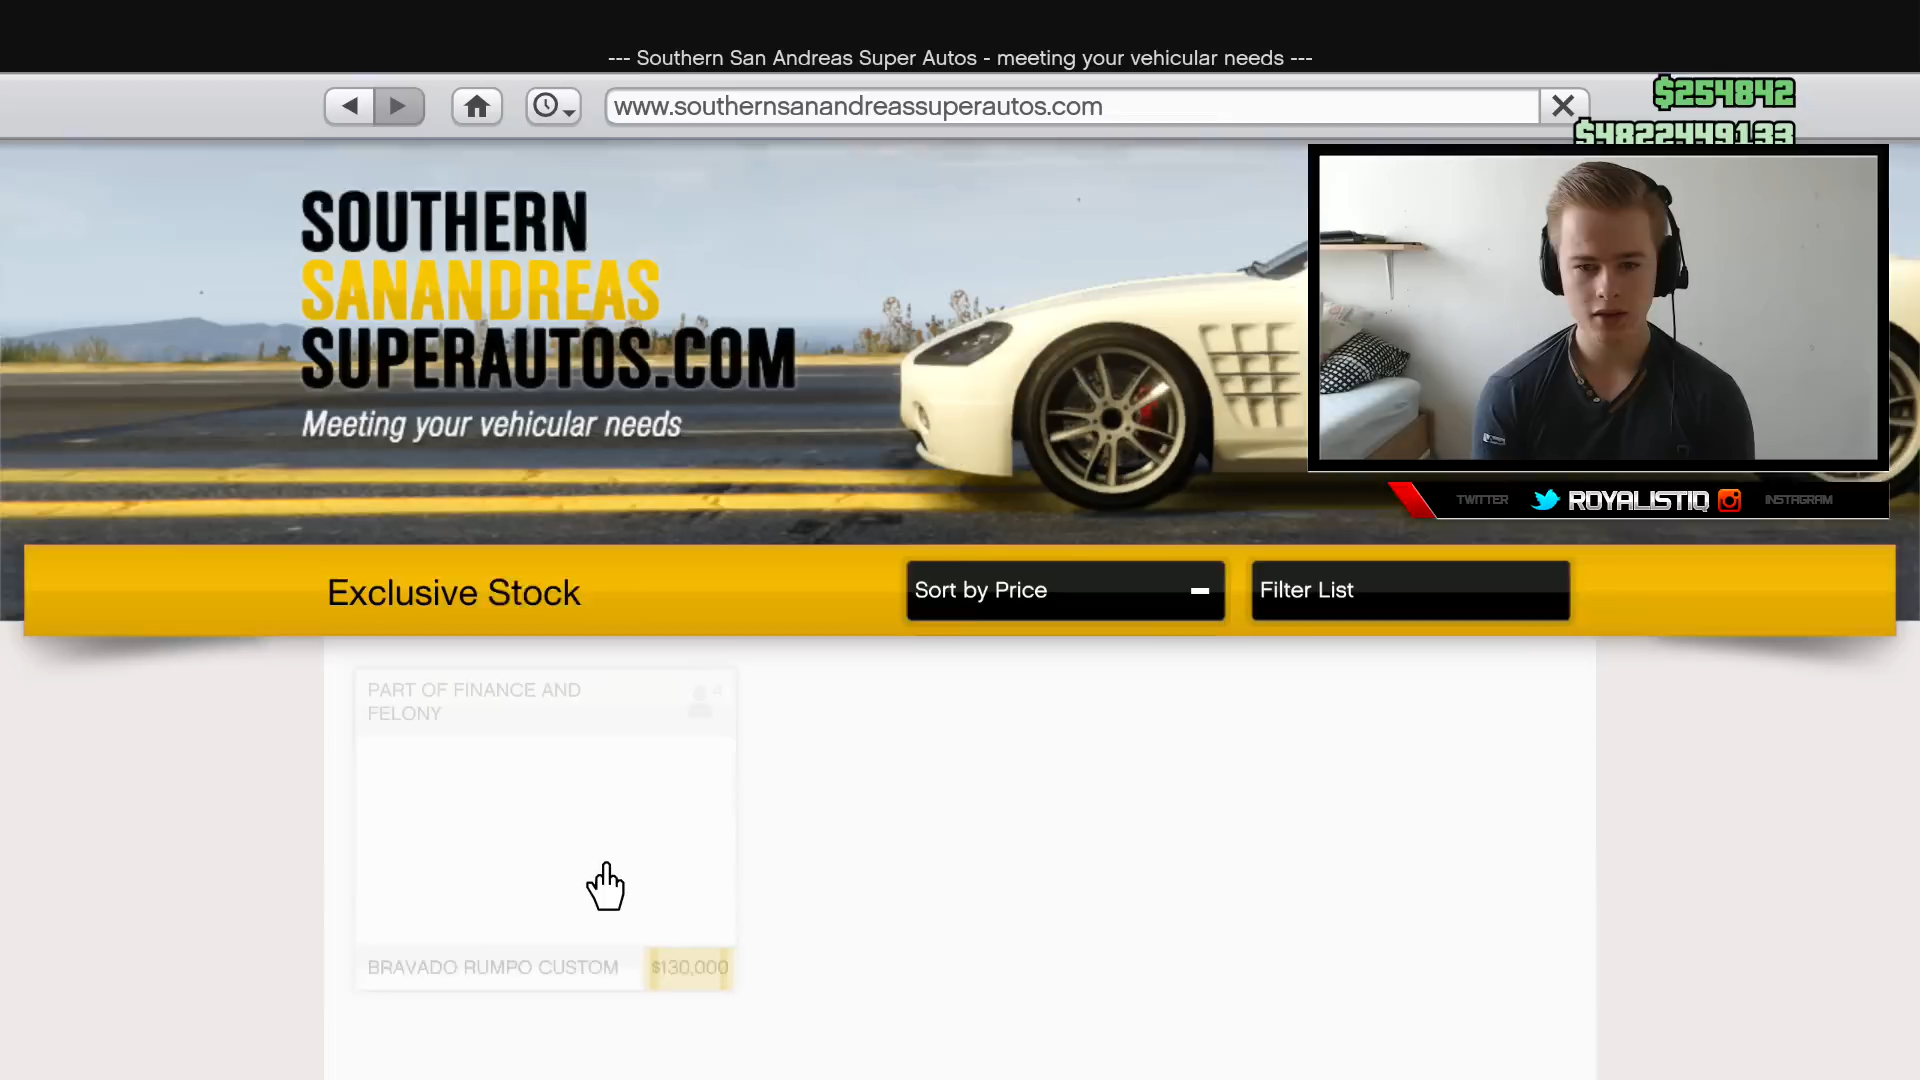 --- Southern San Andreas Super Autos - meeting your vehicular needs ---
www.southernsanandreassuperautos.com
$254842
$4822449133
SOUTHERN
SANANDREAS
SUPERAUTOS.COM
Meeting your vehicular needs
TWITTER ROYALISTIQ INSTAGRAM
Exclusive Stock
Sort by Price
Filter List
PART OF FINANCE AND
FELONY
4
BRAVADO RUMPO CUSTOM $130,000